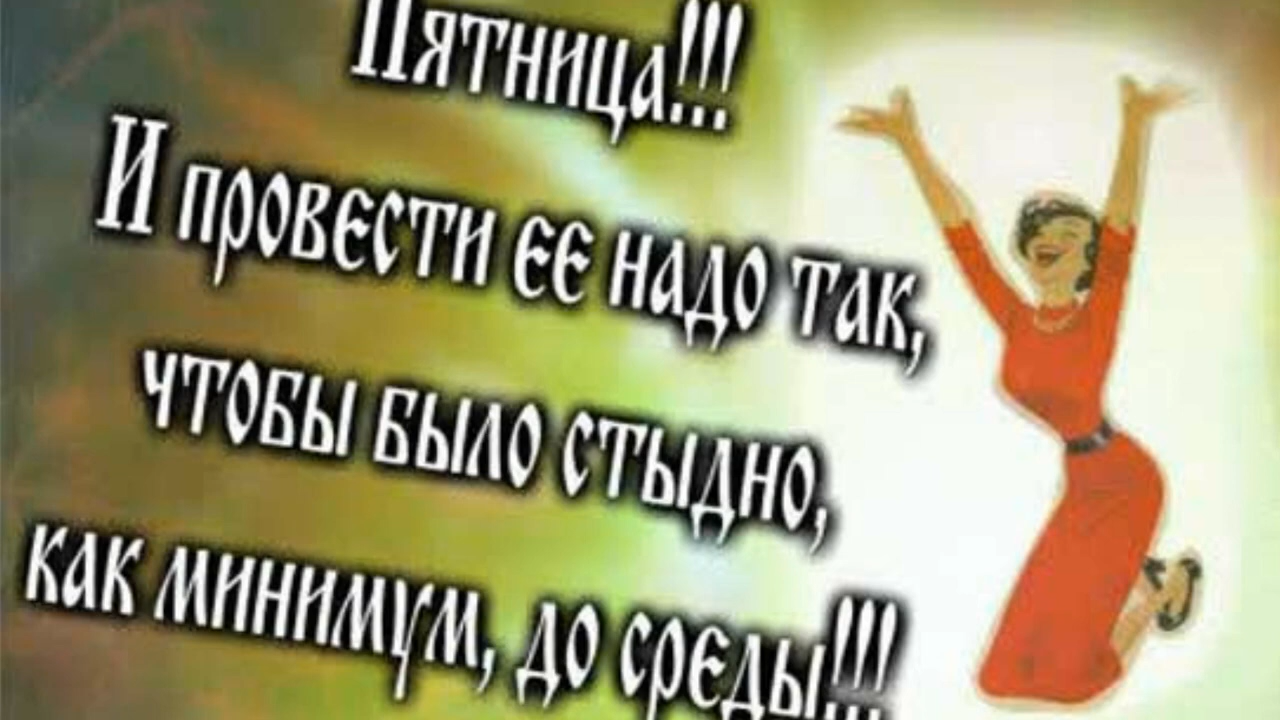 Пятница!!!
И провести ее надо так,
чтобы было стыдно,
как минимум, до среды!!!